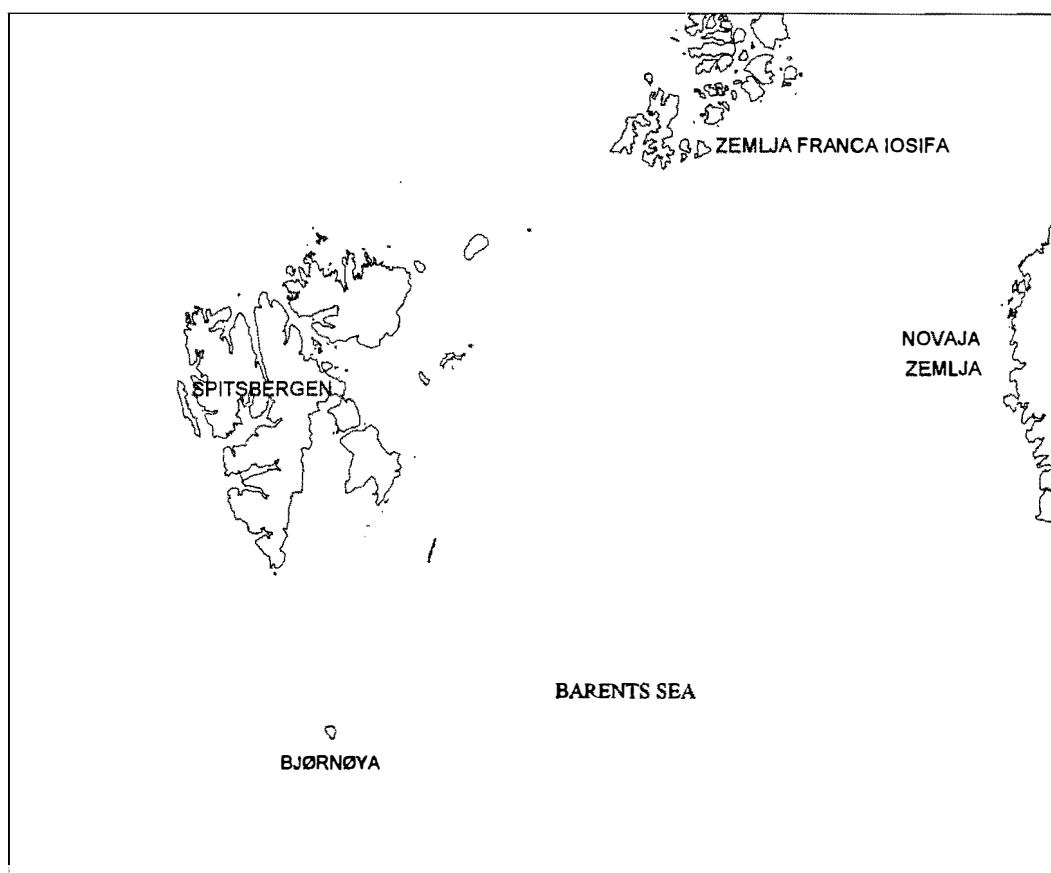 ZEMLJA FRANCA IOSIFA
NOVAJA
ZEMLJA
SPITSBERGEN
BARENTS SEA
BJØRNØYA